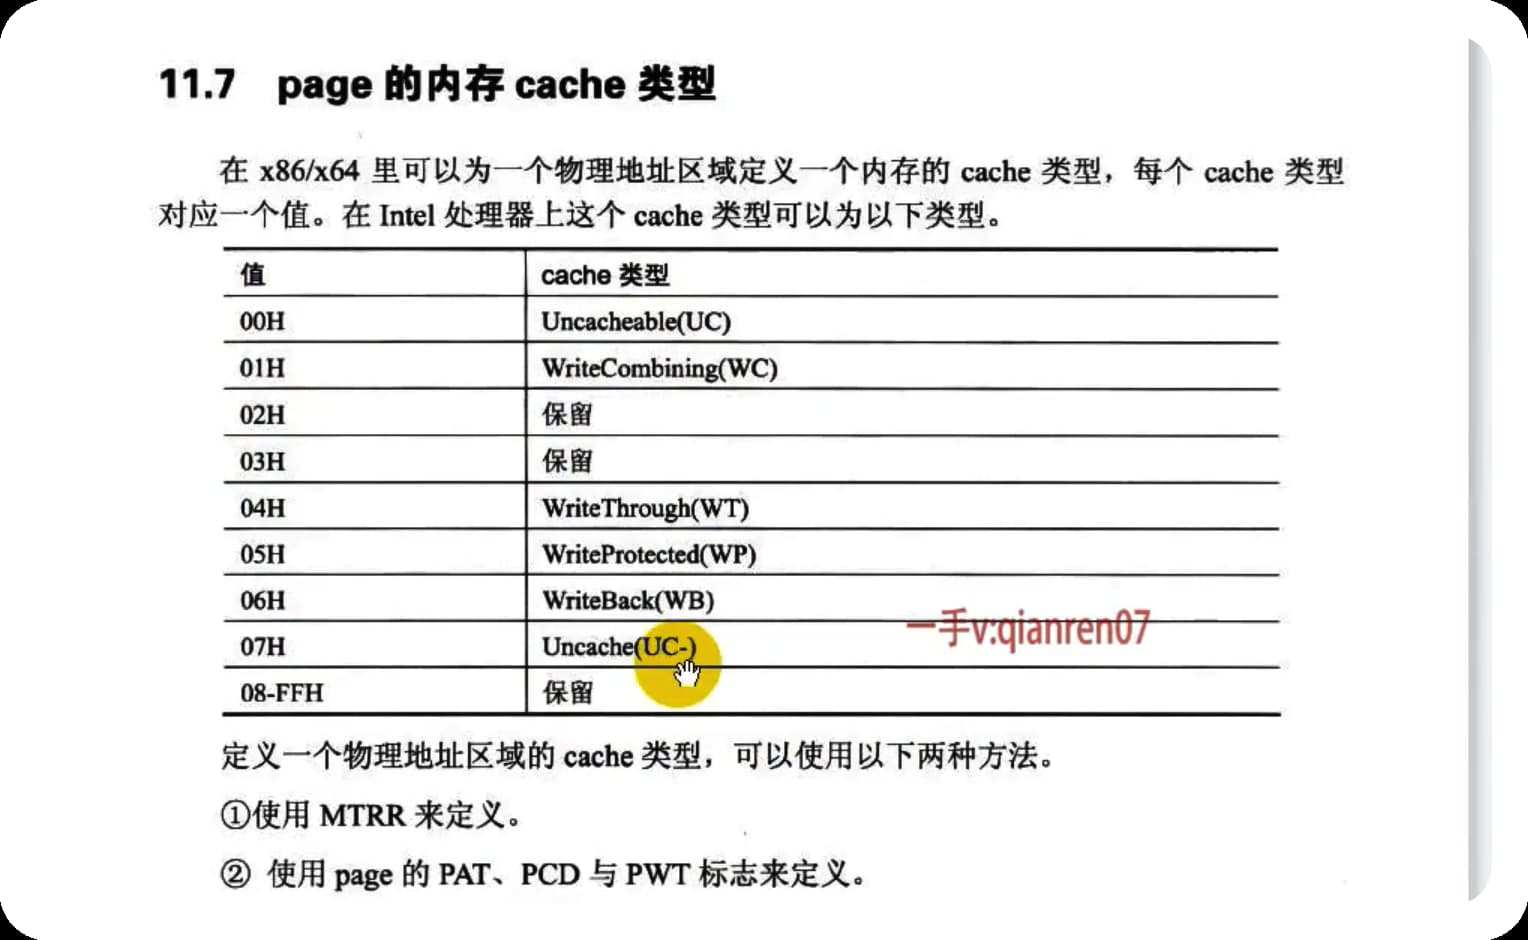 11.7 page 的内存 cache 类型
在 x86/x64 里可以为一个物理地址区域定义一个内存的 cache 类型，每个 cache 类型
对应一个值。在 Intel 处理器上这个 cache 类型可以为以下类型。
值 cache 类型
00H Uncacheable(UC)
01H WriteCombining(WC)
02H 保留
03H 保留
04H WriteThrough(WT)
05H WriteProtected(WP)
06H WriteBack(WB)
一手v:qianren07
07H Uncache(UC-)
08-FFH 保留
定义一个物理地址区域的 cache 类型，可以使用以下两种方法。
①使用 MTRR 来定义。
② 使用 page 的 PAT、PCD 与 PWT 标志来定义。